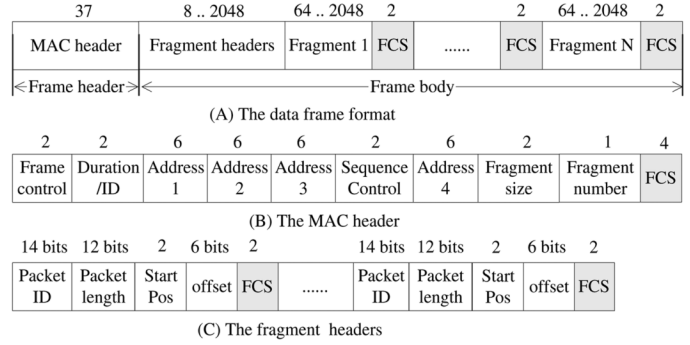 37 8 .. 2048 64 .. 2048 2 2 64 .. 2048 2
MAC header Fragment headers Fragment 1 FCS ...... FCS Fragment N FCS
Frame header Frame body
(A) The data frame format
2 2 6 6 6 2 6 2 1 4
Frame Duration Address Address Address Sequence Address Fragment Fragment FCS
control /ID 1 2 3 Control 4 size number
(B) The MAC header
14 bits 12 bits 2 6 bits 2 14 bits 12 bits 2 6 bits 2
Packet Packet Start offset FCS ...... Packet Packet Start offset FCS
ID length Pos ID length Pos
(C) The fragment headers